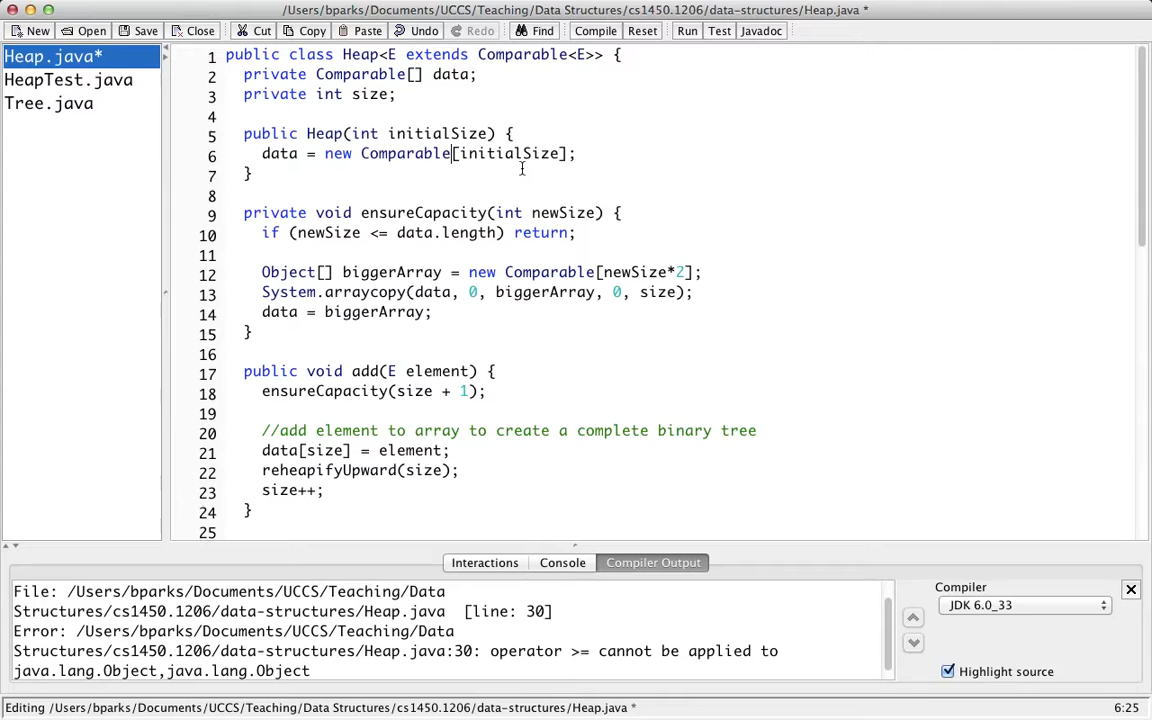 /Users/bparks/Documents/UCCS/Teaching/Data Structures/cs1450.1206/data-structures/Heap.java *
New Open Save Close Cut Copy Paste Undo Redo Find Compile Reset Run Test Javadoc
Heap.java*
HeapTest.java
Tree.java
1 public class Heap<E extends Comparable<E>> {
2 private Comparable[] data;
3 private int size;
4
5 public Heap(int initialSize) {
6 data = new Comparable[initialSize];
7 }
8
9 private void ensureCapacity(int newSize) {
10 if (newSize <= data.length) return;
11
12 Object[] biggerArray = new Comparable[newSize*2];
13 System.arraycopy(data, 0, biggerArray, 0, size);
14 data = biggerArray;
15 }
16
17 public void add(E element) {
18 ensureCapacity(size + 1);
19
20 //add element to array to create a complete binary tree
21 data[size] = element;
22 reheapifyUpward(size);
23 size++;
24 }
25
Interactions Console Compiler Output
File: /Users/bparks/Documents/UCCS/Teaching/Data
Structures/cs1450.1206/data-structures/Heap.java [line: 30]
Error: /Users/bparks/Documents/UCCS/Teaching/Data
Structures/cs1450.1206/data-structures/Heap.java:30: operator >= cannot be applied to
java.lang.Object,java.lang.Object
Compiler
JDK 6.0_33
Highlight source
Editing /Users/bparks/Documents/UCCS/Teaching/Data Structures/cs1450.1206/data-structures/Heap.java * 6:25